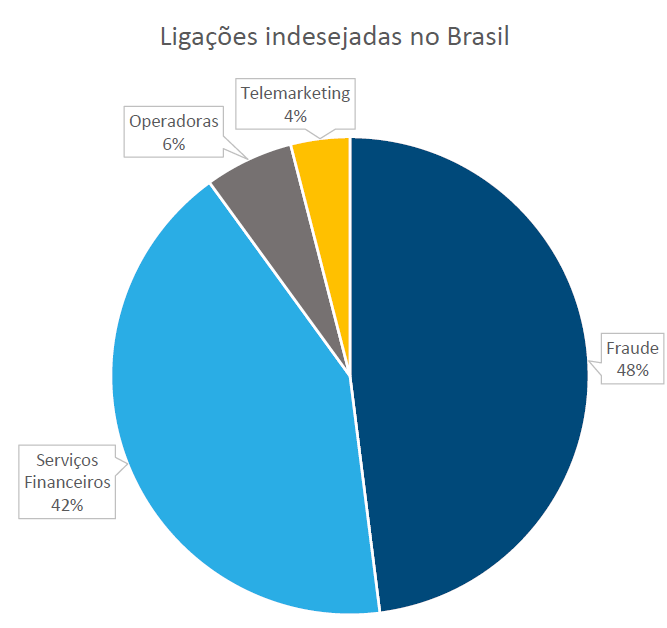 Ligações indesejadas no Brasil
Telemarketing
4%
Operadoras
6%
Fraude
48%
Serviços
Financeiros
42%